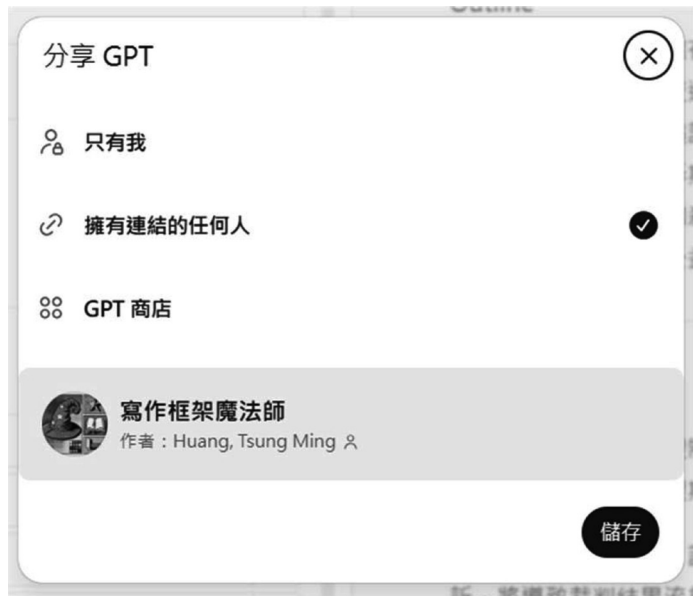 Outline
分享 GPT
只有我
擁有連結的任何人
GPT 商店
寫作框架魔法師
作者：Huang, Tsung Ming
儲存